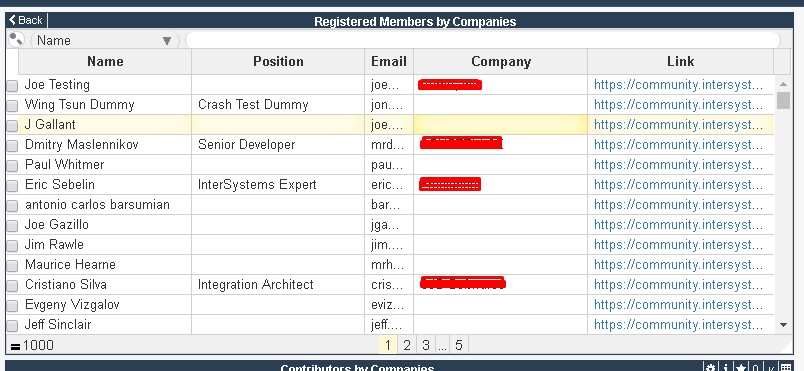 Back Registered Members by Companies
Name ▼
Name Position Email Company Link
Joe Testing joe... https://community.intersyst...
Wing Tsun Dummy Crash Test Dummy jon... https://community.intersyst...
J Gallant joe... https://community.intersyst...
Dmitry Maslennikov Senior Developer mrd... https://community.intersyst...
Paul Whitmer pau... https://community.intersyst...
Eric Sebelin InterSystems Expert eric... https://community.intersyst...
antonio carlos barsumian bar... https://community.intersyst...
Joe Gazillo jga... https://community.intersyst...
Jim Rawle jim... https://community.intersyst...
Maurice Hearne mrh... https://community.intersyst...
Cristiano Silva Integration Architect cris... https://community.intersyst...
Evgeny Vizgalov eviz... https://community.intersyst...
Jeff Sinclair jeff.... https://community.intersyst...
1000 1 2 3 ... 5
Contributors by Companies